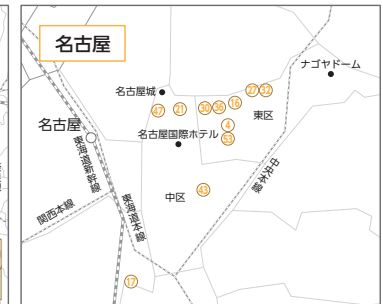 名古屋
ナゴヤドーム
27 32
名古屋城
47 21 30 36 16
東区
4
名古屋
名古屋国際ホテル
53
東海道新幹線
中央本線
43
中区
関西本線
東海道本線
17